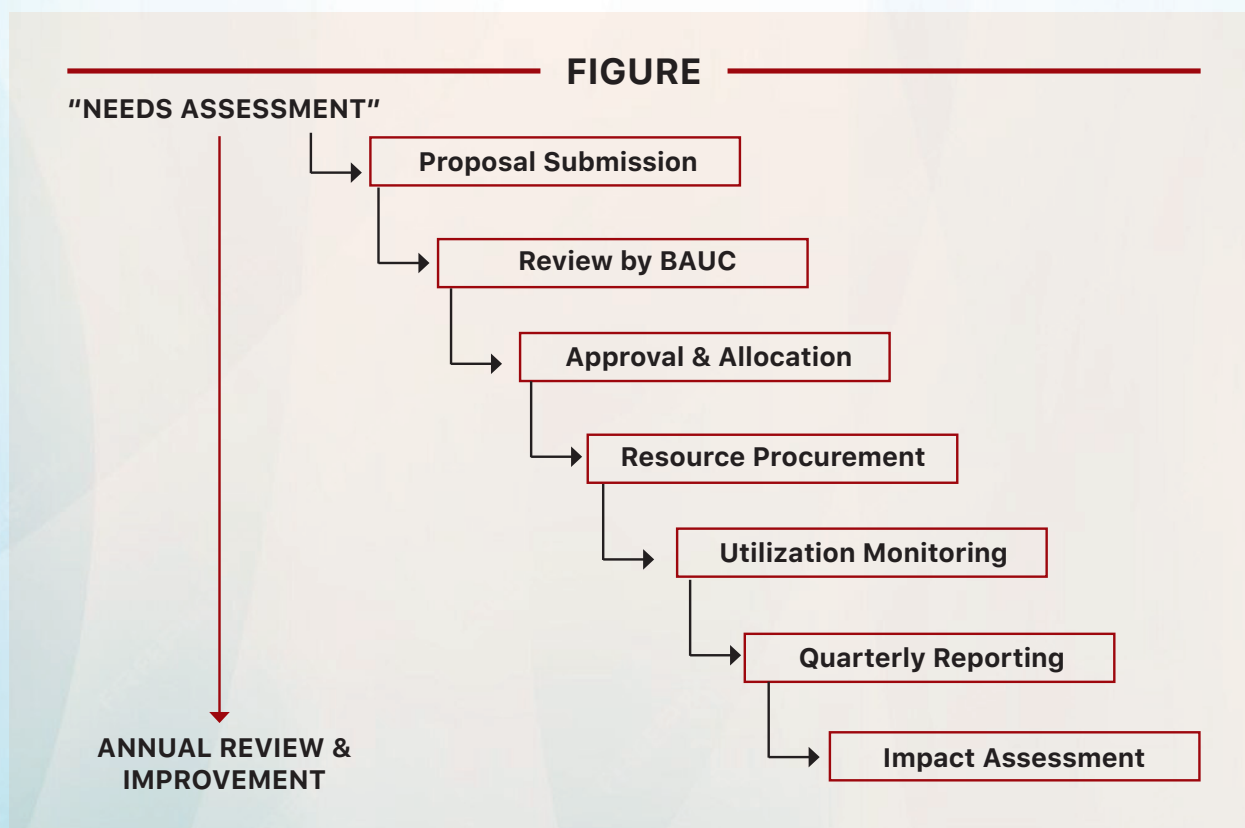 FIGURE
“NEEDS ASSESSMENT”
Proposal Submission
Review by BAUC
Approval & Allocation
Resource Procurement
Utilization Monitoring
Quarterly Reporting
Impact Assessment
ANNUAL REVIEW &
IMPROVEMENT